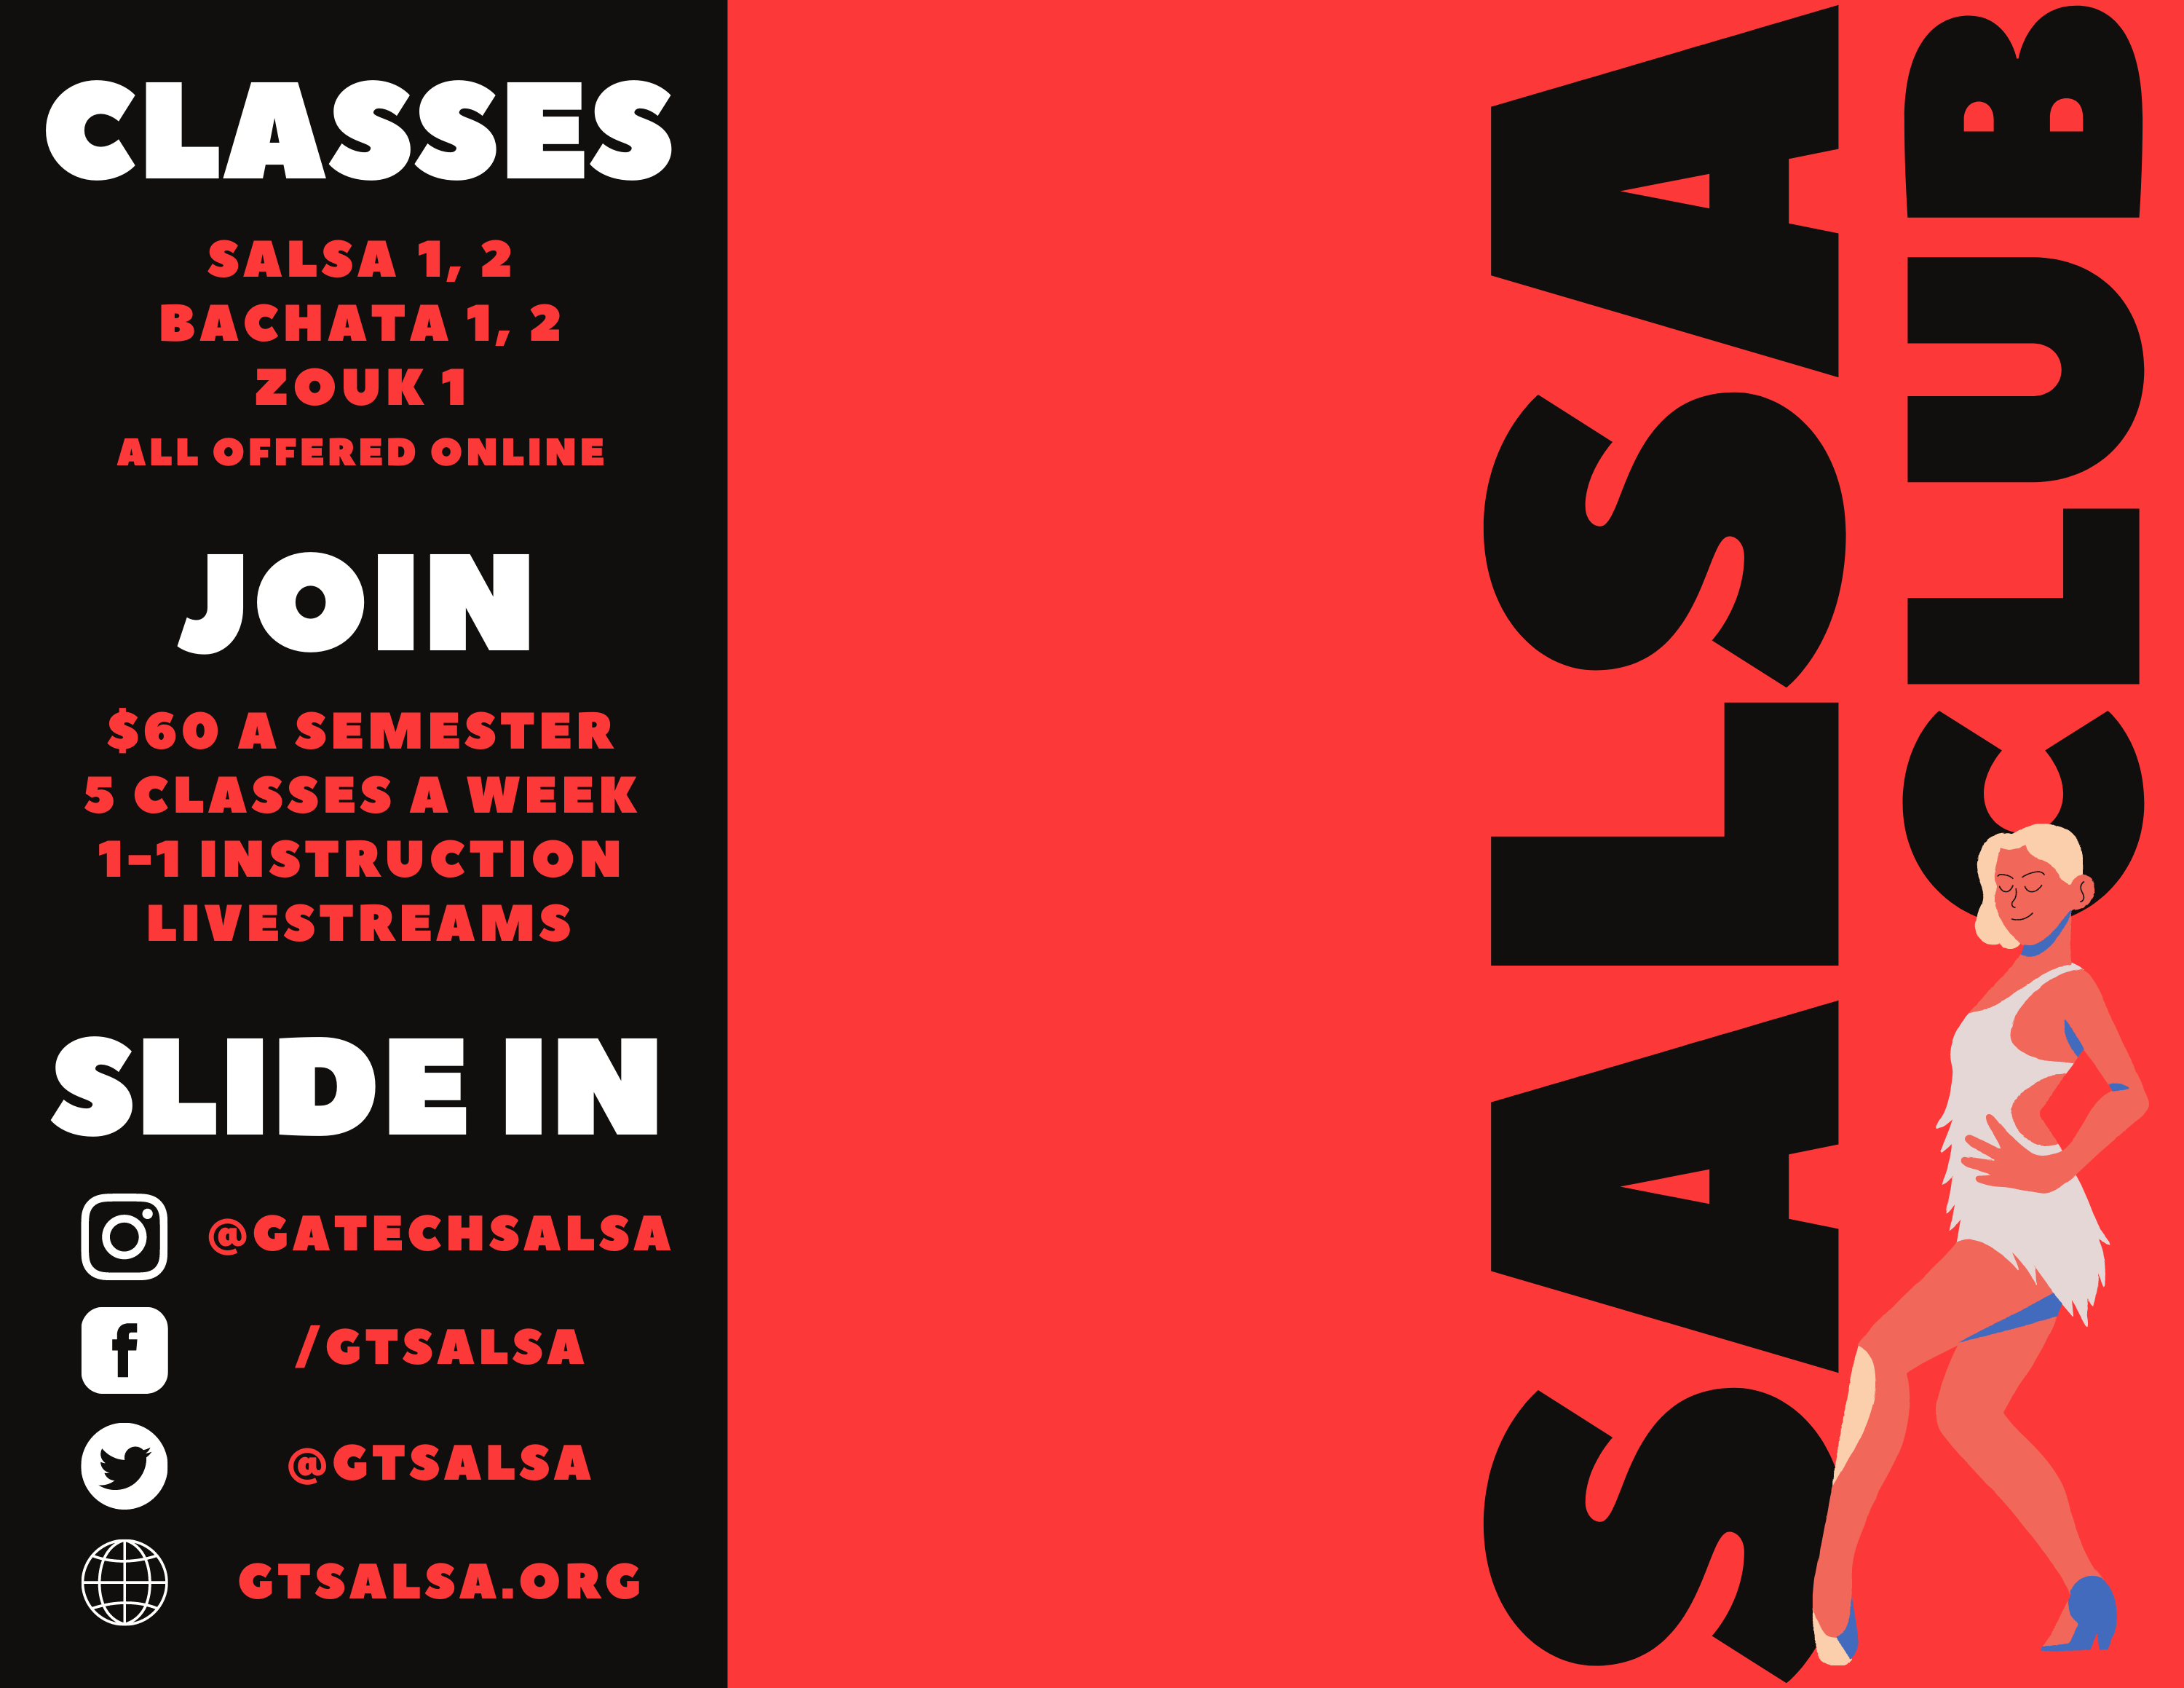 CLASSES
SALSA 1, 2
BACHATA 1, 2
ZOUK 1
ALL OFFERED ONLINE
JOIN
$60 A SEMESTER
5 CLASSES A WEEK
1-1 INSTRUCTION
LIVESTREAMS
SLIDE IN
@GATECHSALSA
/GTSALSA
@GTSALSA
GTSALSA.ORG
SALSA
CLUB